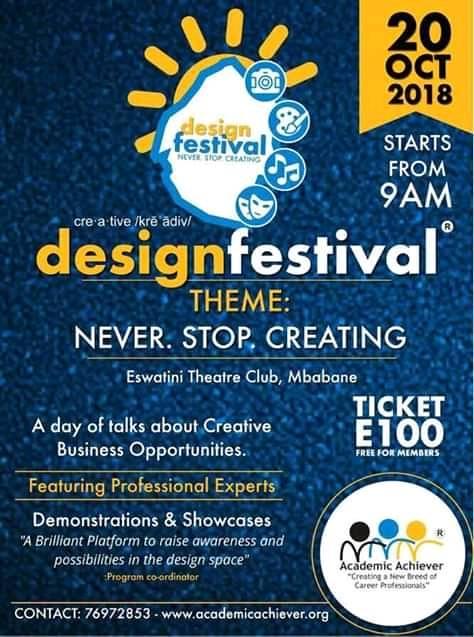 20
OCT
2018
STARTS
FROM
9AM
design
festival
NEVER. STOP. CREATING
cre·a·tive /krē'ādiv/
designfestival®
THEME:
NEVER. STOP. CREATING
Eswatini Theatre Club, Mbabane
A day of talks about Creative
Business Opportunities.
TICKET
E100
FREE FOR MEMBERS
Featuring Professional Experts
Demonstrations & Showcases
"A Brilliant Platform to raise awareness and
possibilities in the design space"
:Program co-ordinator
®
Academic Achiever
"Creating a New Breed of
Career Professionals"
CONTACT: 76972853 - www.academicachiever.org